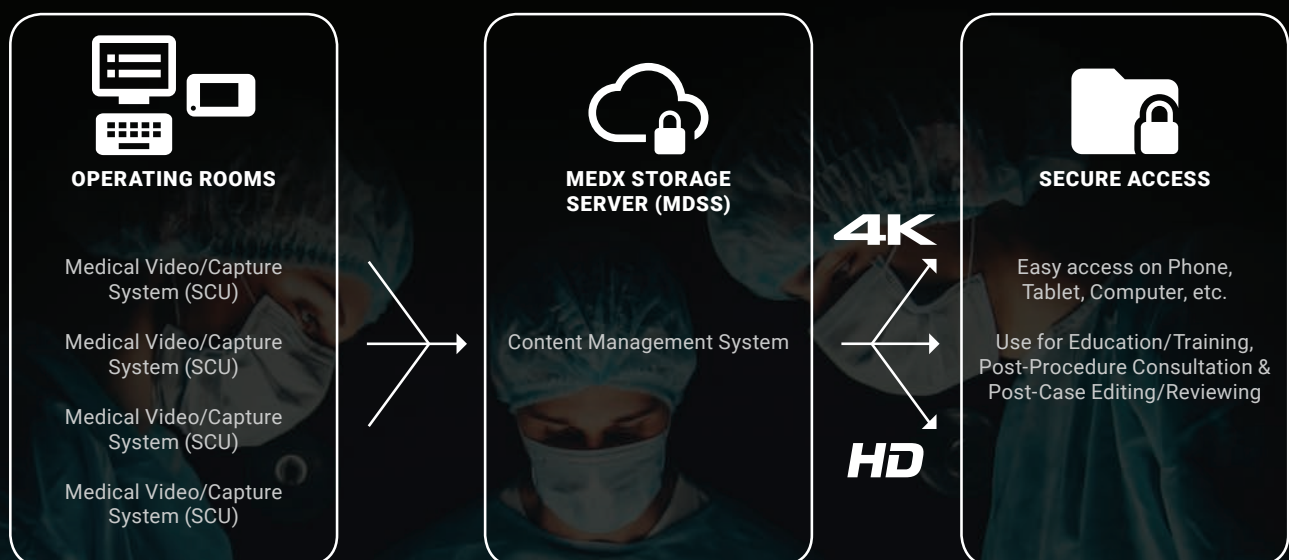 OPERATING ROOMS
Medical Video/Capture
System (SCU)
Medical Video/Capture
System (SCU)
Medical Video/Capture
System (SCU)
Medical Video/Capture
System (SCU)
MEDX STORAGE
SERVER (MDSS)
Content Management System
4K
HD
SECURE ACCESS
Easy access on Phone,
Tablet, Computer, etc.
Use for Education/Training,
Post-Procedure Consultation &
Post-Case Editing/Reviewing